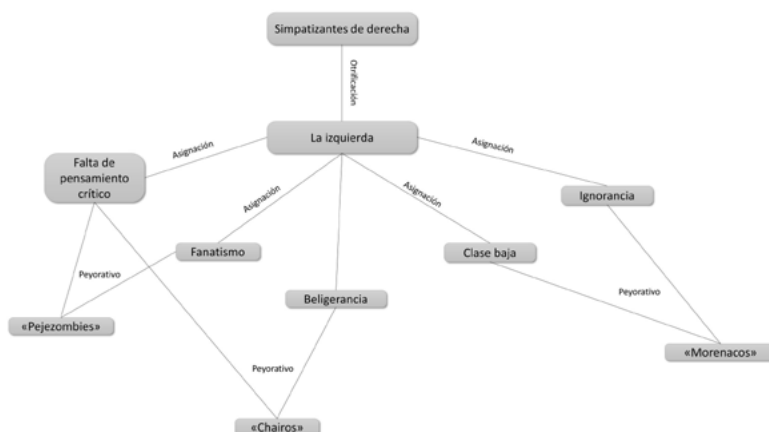 Simpatizantes de derecha
Otrificación
La izquierda
Asignación
Asignación
Falta de
pensamiento
crítico
Asignación
Asignación
Ignorancia
Fanatismo
Clase baja
Peyorativo
Beligerancia
Peyorativo
«Pejezombies»
«Morenacos»
Peyorativo
«Chairos»